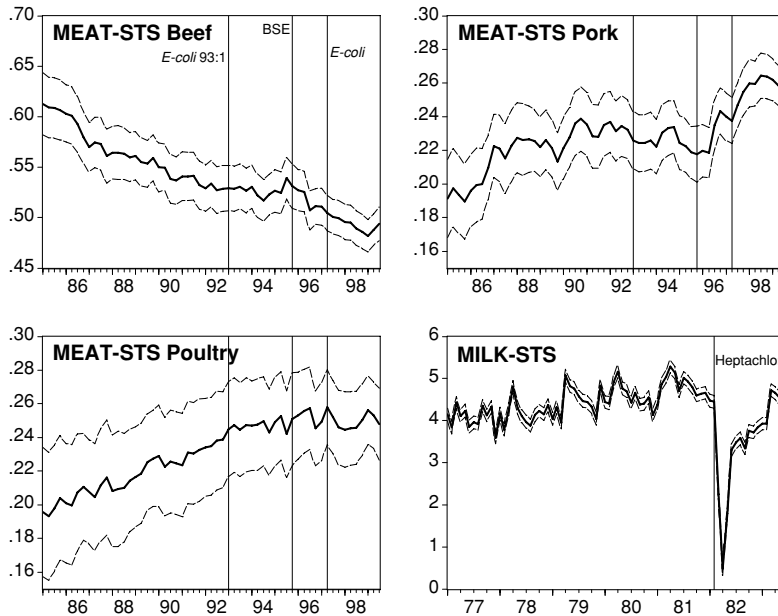 MEAT-STS Beef
E-coli 93:1
BSE
E-coli
.70
.65
.60
.55
.50
.45
86 88 90 92 94 96 98
MEAT-STS Pork
.30
.28
.26
.24
.22
.20
.18
.16
86 88 90 92 94 96 98
MEAT-STS Poultry
.30
.28
.26
.24
.22
.20
.18
.16
86 88 90 92 94 96 98
MILK-STS
Heptachlo
6
5
4
3
2
1
0
77 78 79 80 81 82